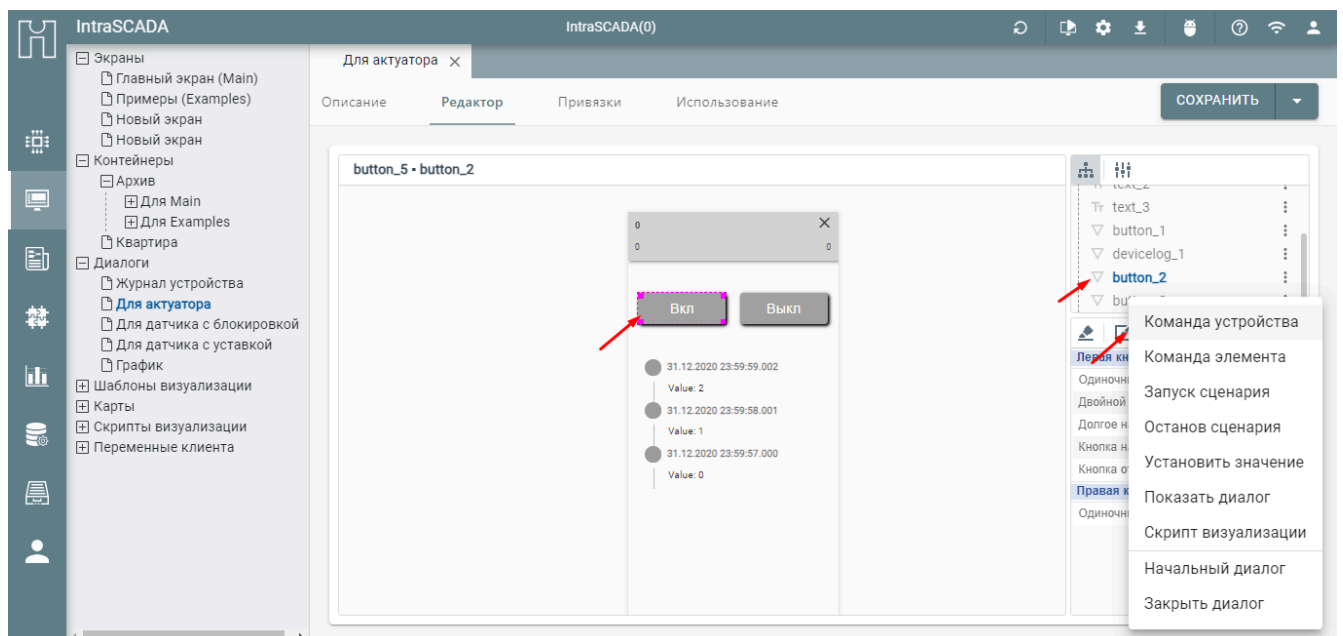 IntraSCADA
IntraSCADA(0)
Экраны
Главный экран (Main)
Примеры (Examples)
Новый экран
Новый экран
Контейнеры
Архив
Для Main
Для Examples
Квартира
Диалоги
Журнал устройства
Для актуатора
Для датчика с блокировкой
Для датчика с уставкой
График
Шаблоны визуализации
Карты
Скрипты визуализации
Переменные клиента
Для актуатора
Описание Редактор Привязки Использование
СОХРАНИТЬ
button_5 - button_2
0
0 0
Вкл Выкл
31.12.2020 23:59:59.002
Value: 2
31.12.2020 23:59:58.001
Value: 1
31.12.2020 23:59:57.000
Value: 0
text_2
text_3
button_1
devicelog_1
button_2
Левая
Двойной
Долгое
Кнопка
Кнопка
Правая
Команда устройства
Команда элемента
Запуск сценария
Останов сценария
Установить значение
Показать диалог
Скрипт визуализации
Начальный диалог
Закрыть диалог